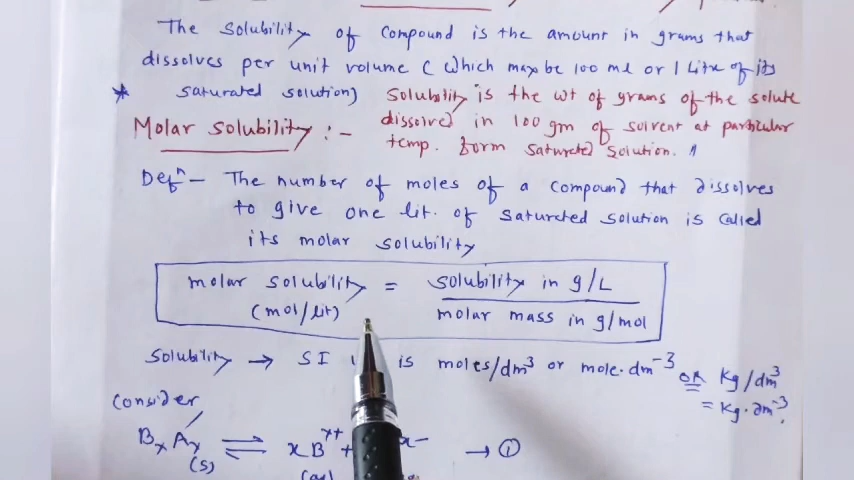 The solubility of compound is the amount in grams that
dissolves per unit volume ( which may be 100 ml or 1 Litre of its
* saturated solution)
solubility is the wt of grams of the solute
dissolved in 100 gm of solvent at particular
temp. form saturated solution.
Molar solubility :-
Defn - The number of moles of a compound that dissolves
to give one lit. of saturated solution is called
its molar solubility
molar solubility (mol/lit) = solubility in g/L
molar mass in g/mol
solubility → SI is moles/dm³ or mole.dm⁻³ OR Kg/dm³
= Kg.dm⁻³.
Consider
BxAy (s) ⇌ xB^y+ + x- → ①
(aq)